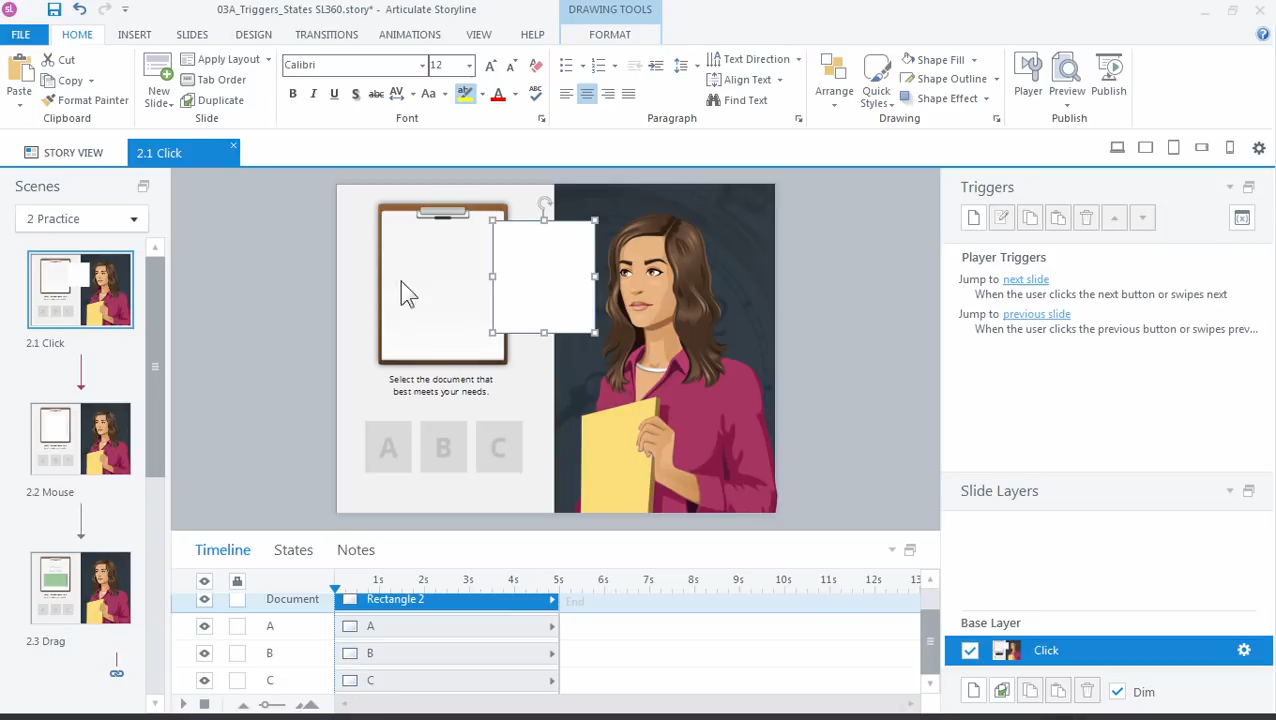 SL 03A_Triggers_States SL360.story* - Articulate Storyline DRAWING TOOLS
FILE HOME INSERT SLIDES DESIGN TRANSITIONS ANIMATIONS VIEW HELP FORMAT
Paste
Cut
Copy
Format Painter
Clipboard
New
Slide
Apply Layout
Tab Order
Duplicate
Slide
Calibri 12
B I U S abc AV Aa A ABC
Font
Text Direction
Align Text
Find Text
Paragraph
Arrange
Quick
Styles
Shape Fill
Shape Outline
Shape Effect
Drawing
Player Preview Publish
Publish
STORY VIEW
2.1 Click
Scenes
2 Practice
2.1 Click
2.2 Mouse
2.3 Drag
Select the document that
best meets your needs.
A B C
Triggers
Player Triggers
Jump to next slide
When the user clicks the next button or swipes next
Jump to previous slide
When the user clicks the previous button or swipes prev...
Slide Layers
Base Layer
Click
Dim
Timeline States Notes
1s 2s 3s 4s 5s 6s 7s 8s 9s 10s 11s 12s 13
Document Rectangle 2 End
A A
B B
C C